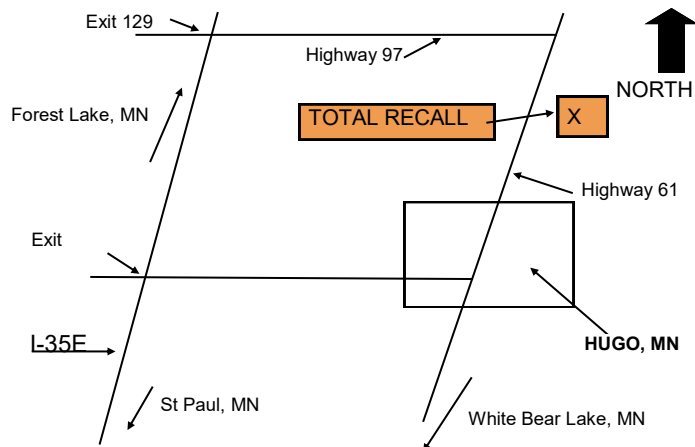 Exit 129
Highway 97
NORTH
Forest Lake, MN
TOTAL RECALL
X
Highway 61
Exit
I-35E
HUGO, MN
St Paul, MN
White Bear Lake, MN